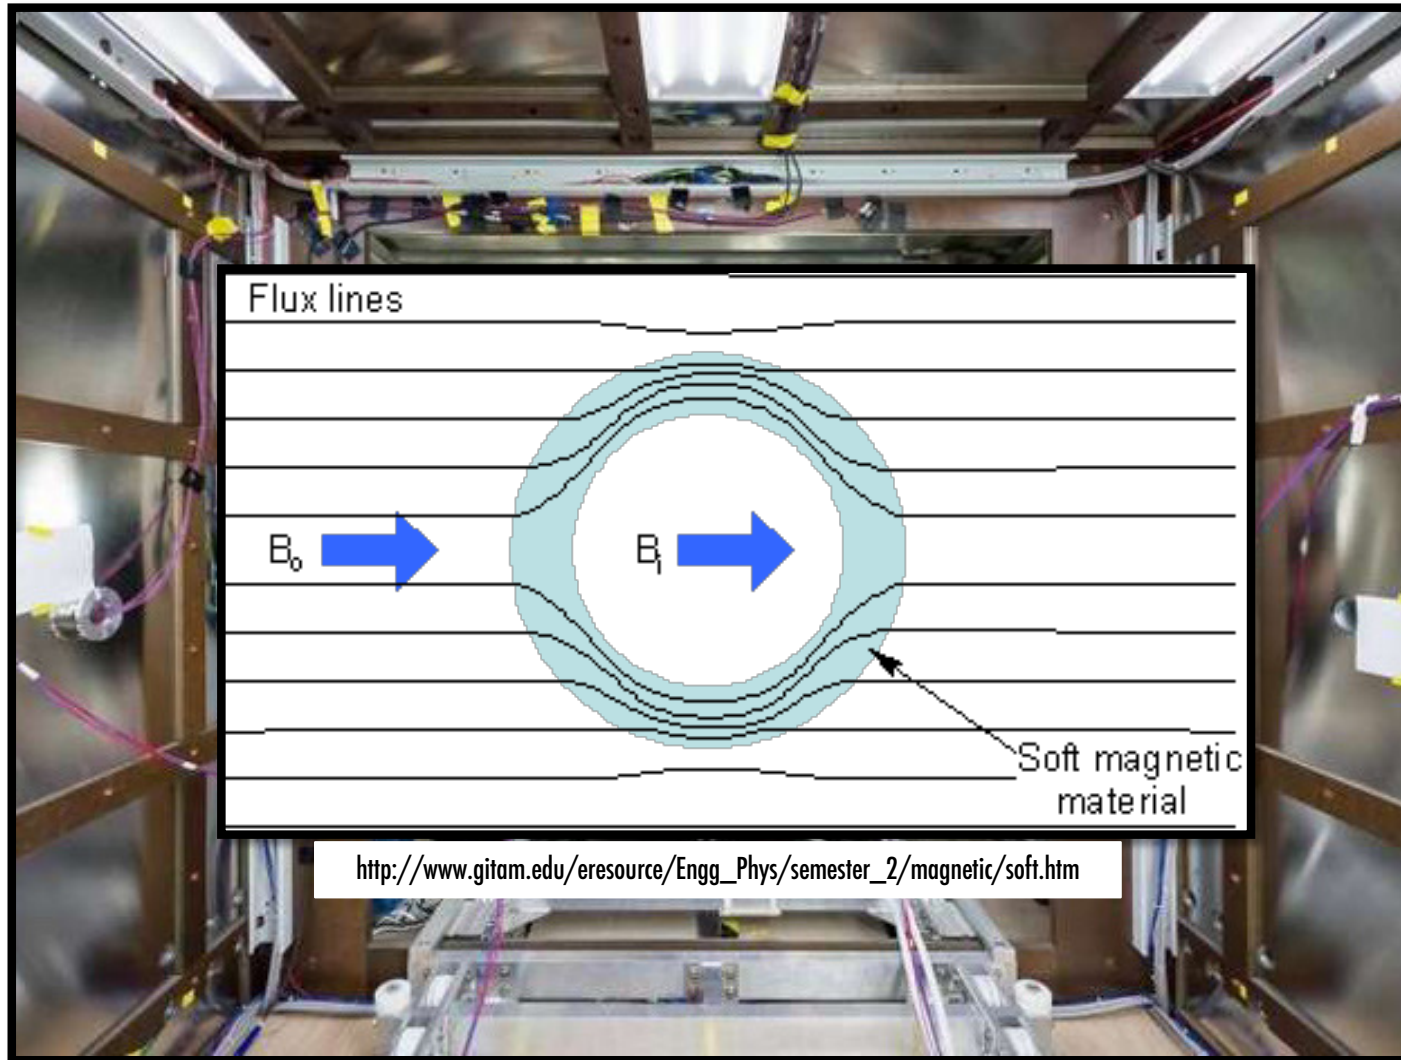 Flux lines
B₀
Bᵢ
Soft magnetic
material
http://www.gitam.edu/eresource/Engg_Phys/semester_2/magnetic/soft.htm